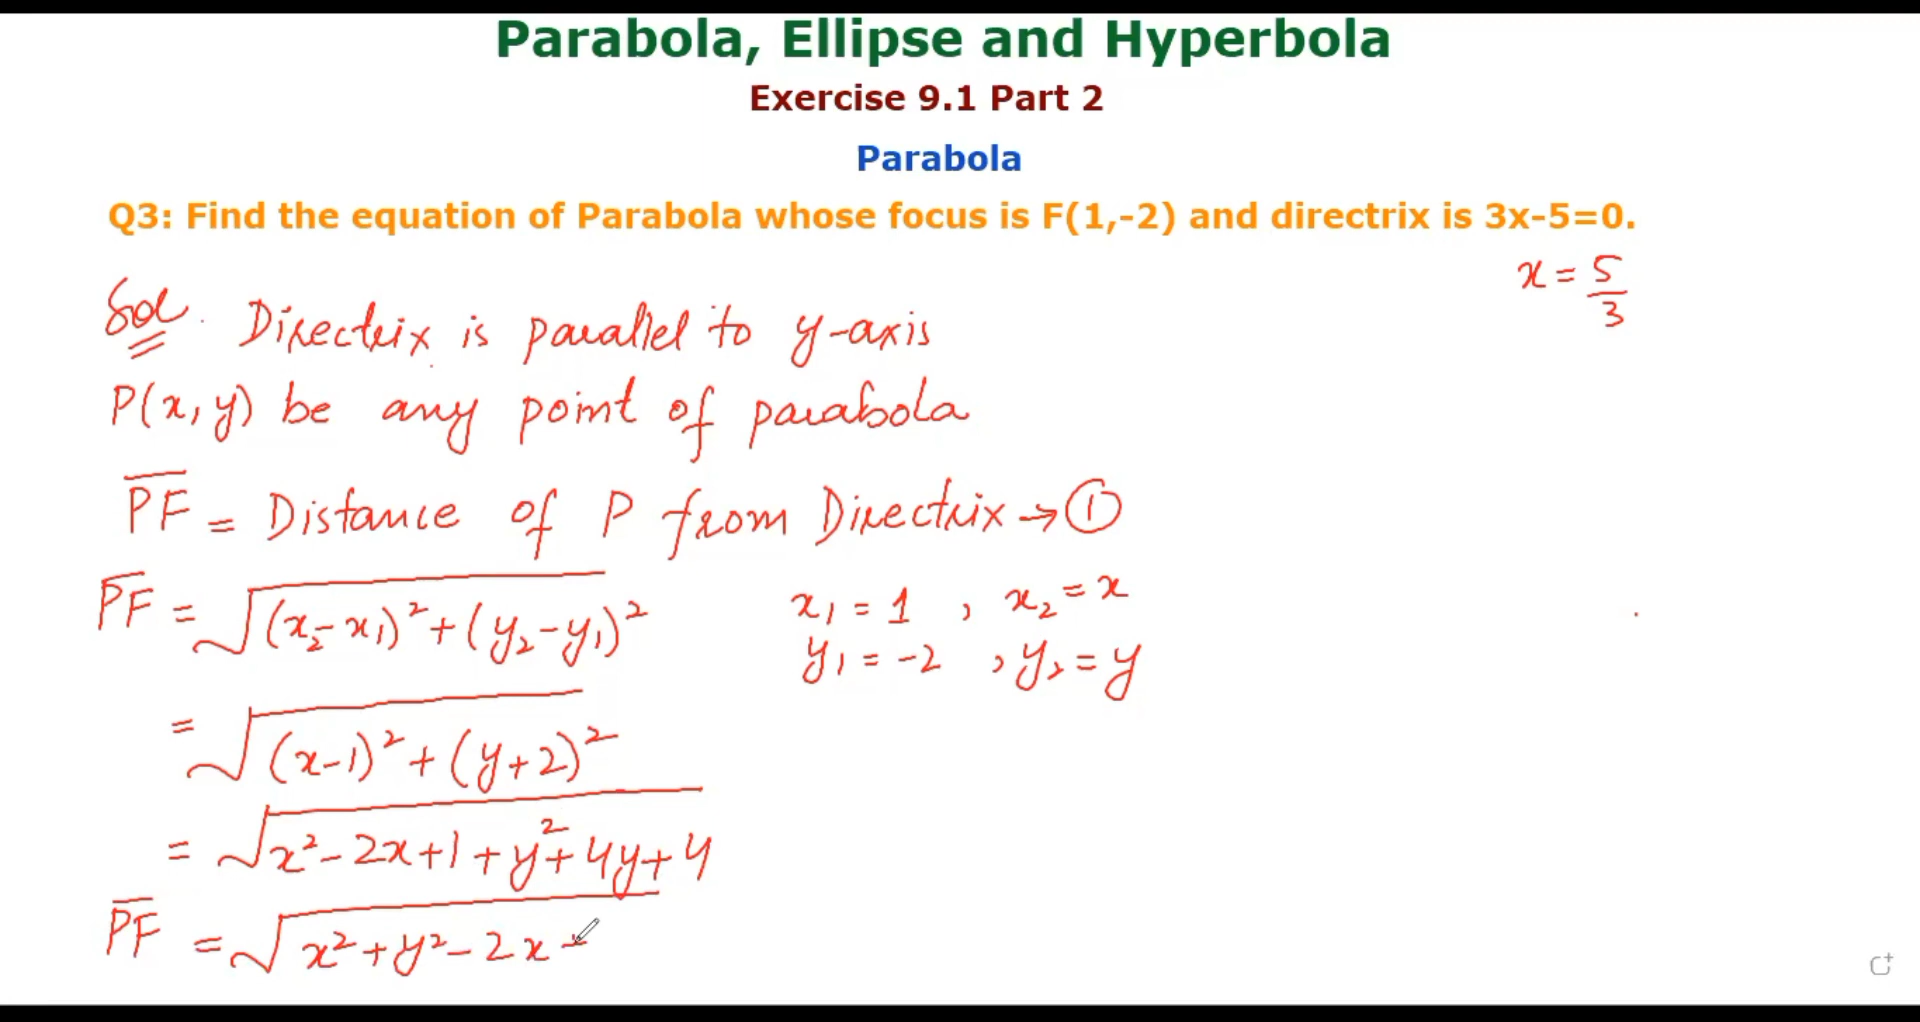 Parabola, Ellipse and Hyperbola
Exercise 9.1 Part 2
Parabola
Q3: Find the equation of Parabola whose focus is F(1,-2) and directrix is 3x-5=0.
x = 5/3
Sol. Directrix is parallel to y-axis
P(x,y) be any point of parabola
P̅F̅ = Distance of P from Directrix → ①
P̅F̅ = √((x₂-x₁)²+(y₂-y₁)²) x₁ = 1 , x₂ = x
y₁ = -2 , y₂ = y
= √((x-1)²+(y+2)²)
= √(x²-2x+1+y²+4y+4)
P̅F̅ = √(x²+y²-2x+